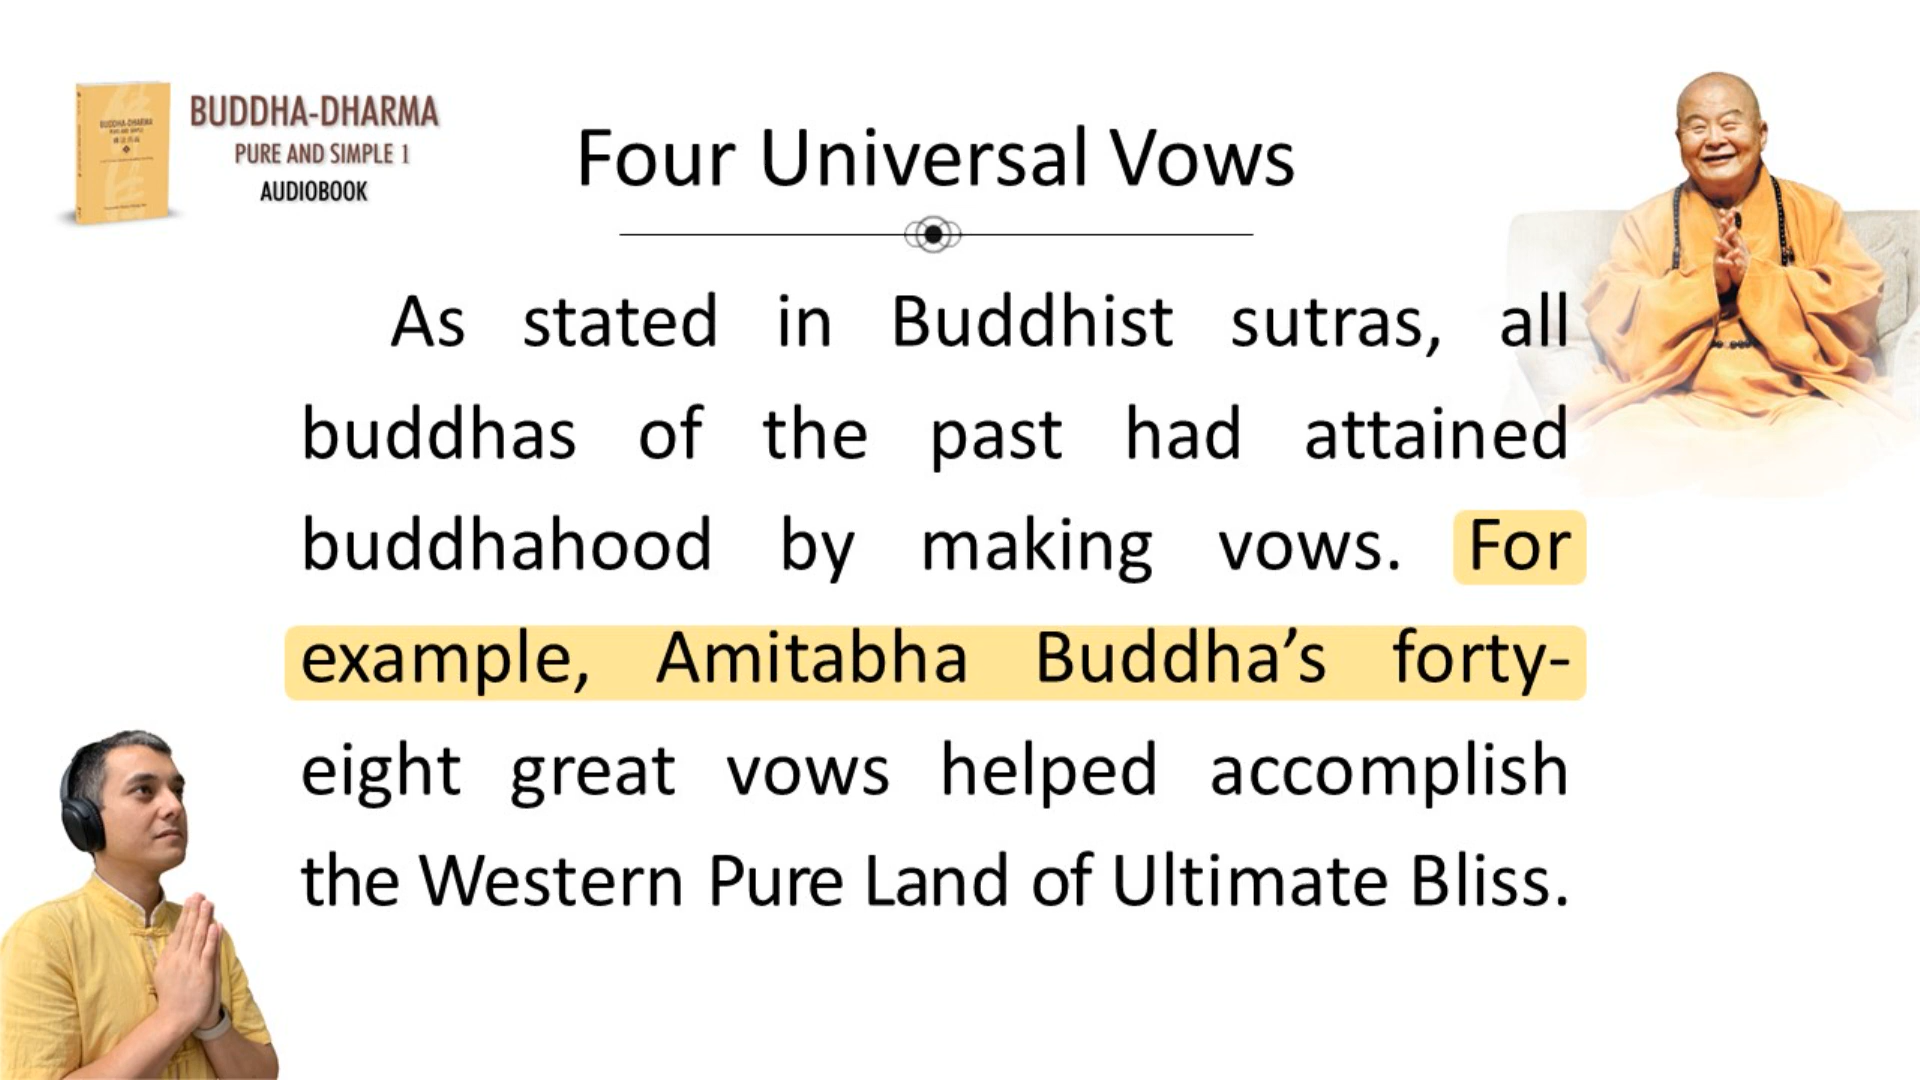 BUDDHA-DHARMA
PURE AND SIMPLE 1
AUDIOBOOK
BUDDHA-DHARMA
Four Universal Vows
As stated in Buddhist sutras, all
buddhas of the past had attained
buddhahood by making vows. For
example, Amitabha Buddha’s forty-
eight great vows helped accomplish
the Western Pure Land of Ultimate Bliss.